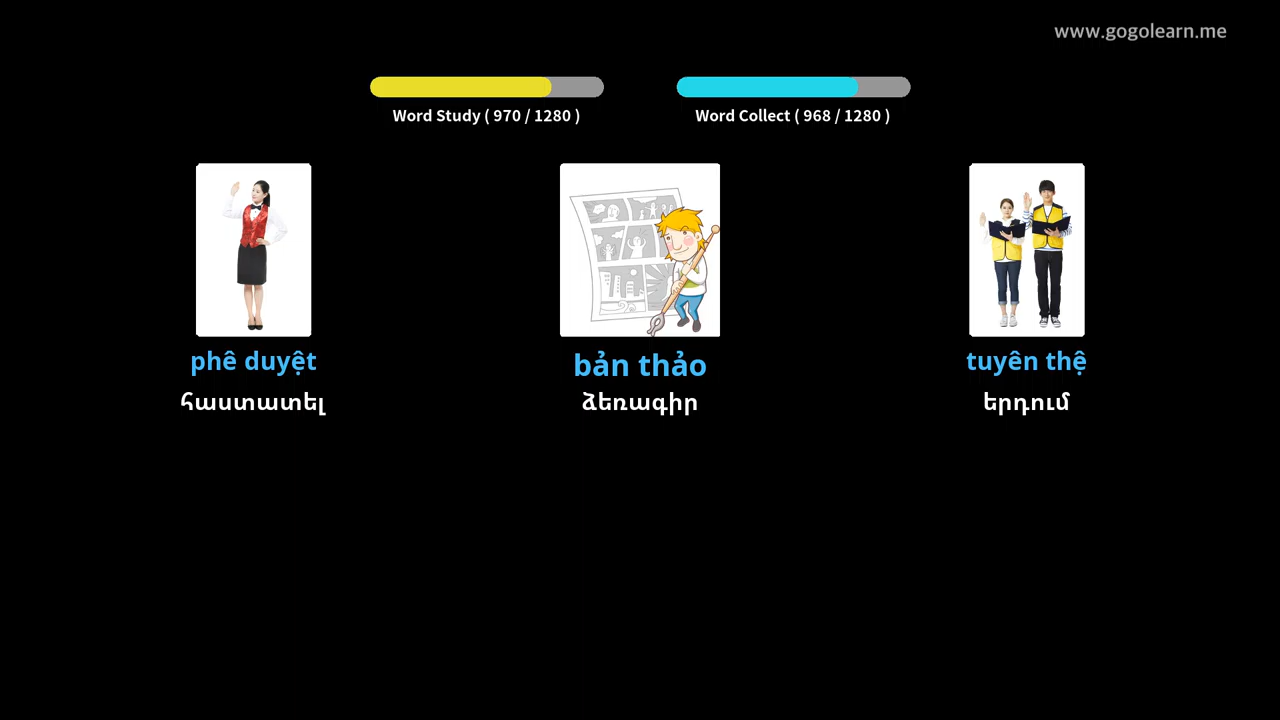 www.gogolearn.me
Word Study ( 970 / 1280 )
Word Collect ( 968 / 1280 )
phê duyệt
bản thảo
tuyên thệ
հաստատել
ձեռագիր
երդում